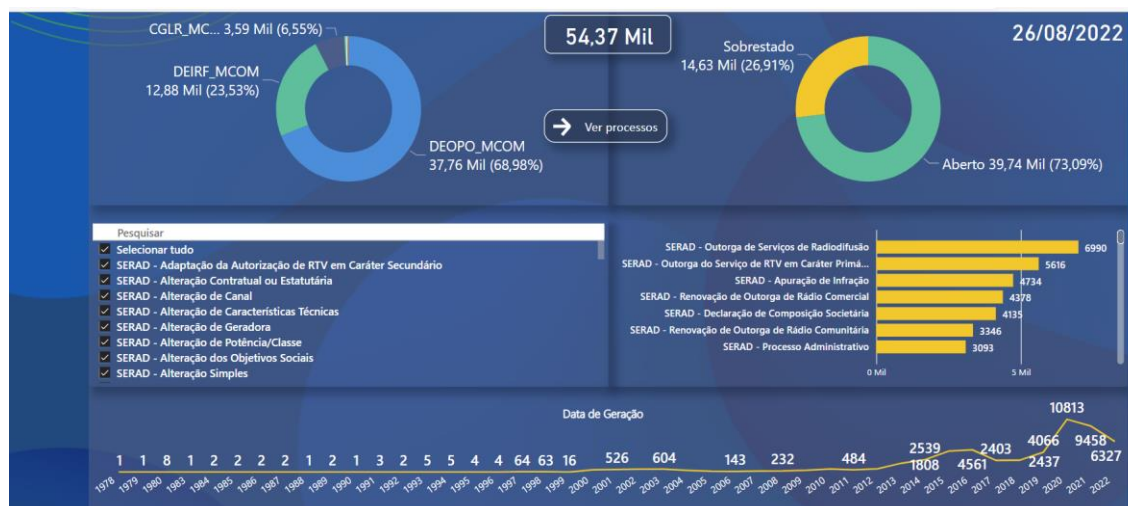 CGLR_MC... 3,59 Mil (6,55%)
DEIRF_MCOM
12,88 Mil (23,53%)
DEOPO_MCOM
37,76 Mil (68,98%)
54,37 Mil
Ver processos
26/08/2022
Sobrestado
14,63 Mil (26,91%)
Aberto 39,74 Mil (73,09%)
Pesquisar
Selecionar tudo
SERAD - Adaptação da Autorização de RTV em Caráter Secundário
SERAD - Alteração Contratual ou Estatutária
SERAD - Alteração de Canal
SERAD - Alteração de Características Técnicas
SERAD - Alteração de Geradora
SERAD - Alteração de Potência/Classe
SERAD - Alteração dos Objetivos Sociais
SERAD - Alteração Simples
SERAD - Outorga de Serviços de Radiodifusão 6990
SERAD - Outorga do Serviço de RTV em Caráter Primá... 5616
SERAD - Apuração de Infração 4734
SERAD - Renovação de Outorga de Rádio Comercial 4378
SERAD - Declaração de Composição Societária 4135
SERAD - Renovação de Outorga de Rádio Comunitária 3346
SERAD - Processo Administrativo 3093
0 Mil 5 Mil
Data de Geração
1 1 8 1 2 2 2 2 1 2 1 3 2 5 5 4 4 64 63 16 526 604 143 232 484 2539 1808 4561 2403 2437 4066 10813 9458 6327
1978 1979 1980 1983 1984 1985 1986 1987 1988 1989 1990 1991 1992 1993 1994 1995 1996 1997 1998 1999 2000 2001 2002 2003 2004 2005 2006 2007 2008 2009 2010 2011 2012 2013 2014 2015 2016 2017 2018 2019 2020 2021 2022